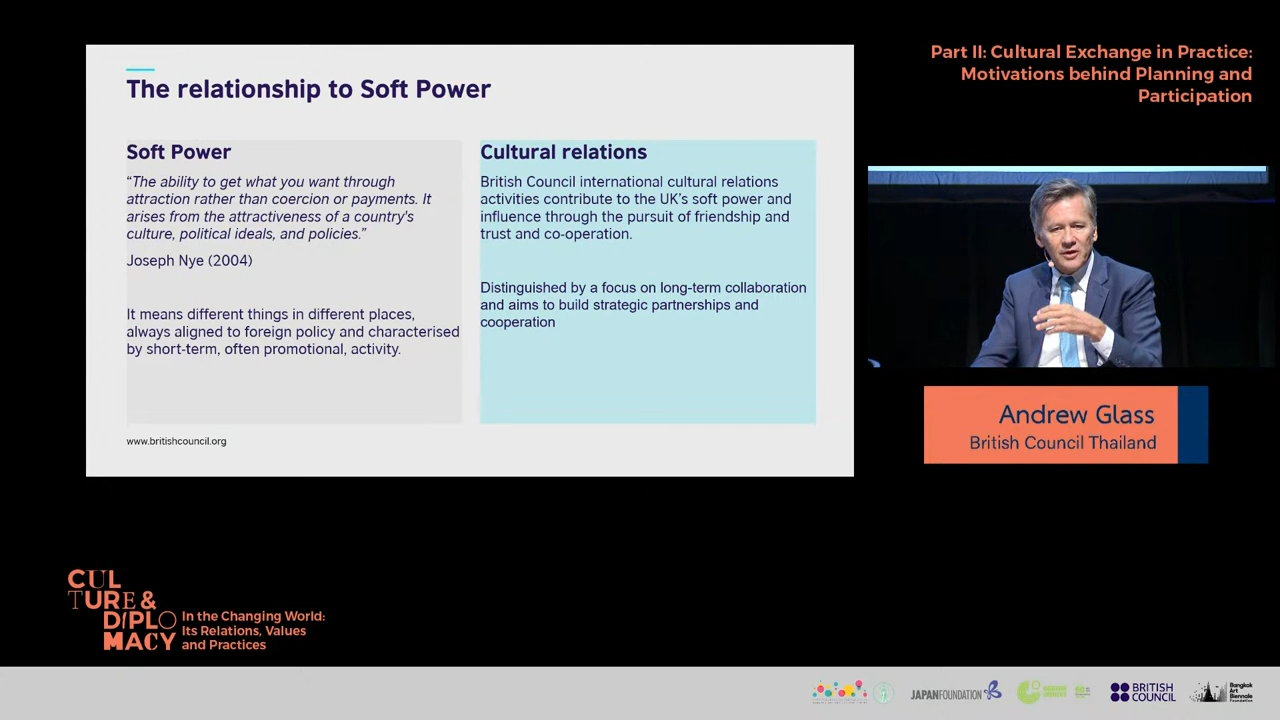 Part II: Cultural Exchange in Practice:
Motivations behind Planning and
Participation
The relationship to Soft Power
Soft Power
“The ability to get what you want through
attraction rather than coercion or payments. It
arises from the attractiveness of a country's
culture, political ideals, and policies.”
Joseph Nye (2004)
It means different things in different places,
always aligned to foreign policy and characterised
by short-term, often promotional, activity.
Cultural relations
British Council international cultural relations
activities contribute to the UK’s soft power and
influence through the pursuit of friendship and
trust and co-operation.
Distinguished by a focus on long-term collaboration
and aims to build strategic partnerships and
cooperation
www.britishcouncil.org
Andrew Glass
British Council Thailand
CUL
TURE &
DIPLO
MACY
In the Changing World:
Its Relations, Values
and Practices
JAPANFOUNDATION
BRITISH
COUNCIL
Bangkok
Art
Biennale
Foundation